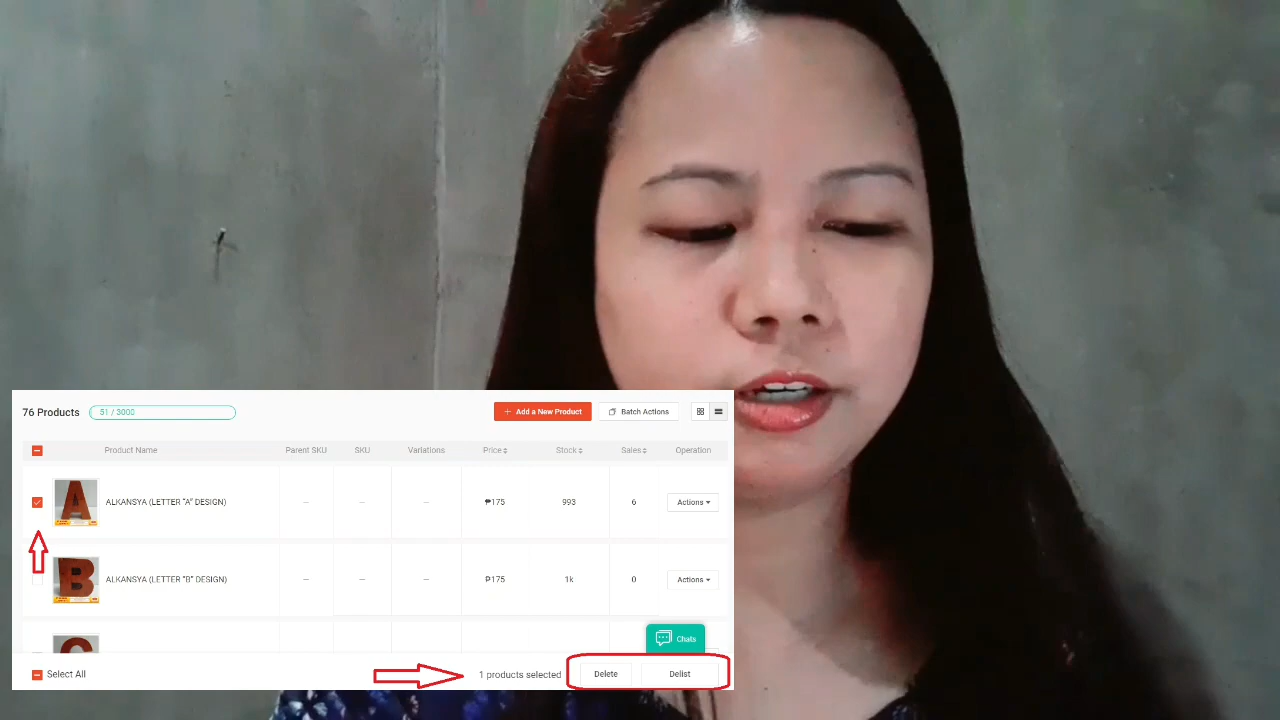 76 Products 51 / 3000 Add a New Product Batch Actions
Product Name Parent SKU SKU Variations Price Stock Sales Operation
ALKANSYA (LETTER "A" DESIGN) — — — ₱175 993 6 Actions
ALKANSYA (LETTER "B" DESIGN) — — — ₱175 1k 0 Actions
Chats
Select All 1 products selected Delete Delist